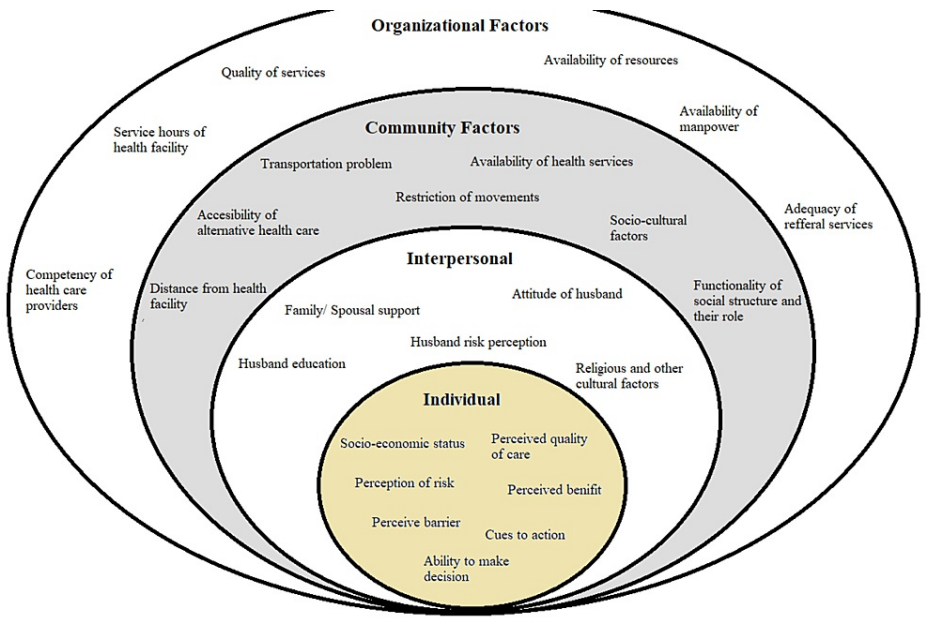 Organizational Factors
Quality of services
Availability of resources
Service hours of
health facility
Availability of
manpower
Competency of
health care
providers
Adequacy of
refferal services
Community Factors
Transportation problem
Availability of health services
Restriction of movements
Accesibility of
alternative health care
Socio-cultural
factors
Distance from health
facility
Functionality of
social structure and
their role
Interpersonal
Attitude of husband
Family/ Spousal support
Husband risk perception
Husband education
Religious and other
cultural factors
Individual
Socio-economic status
Perceived quality
of care
Perception of risk
Perceived benifit
Perceive barrier
Cues to action
Ability to make
decision